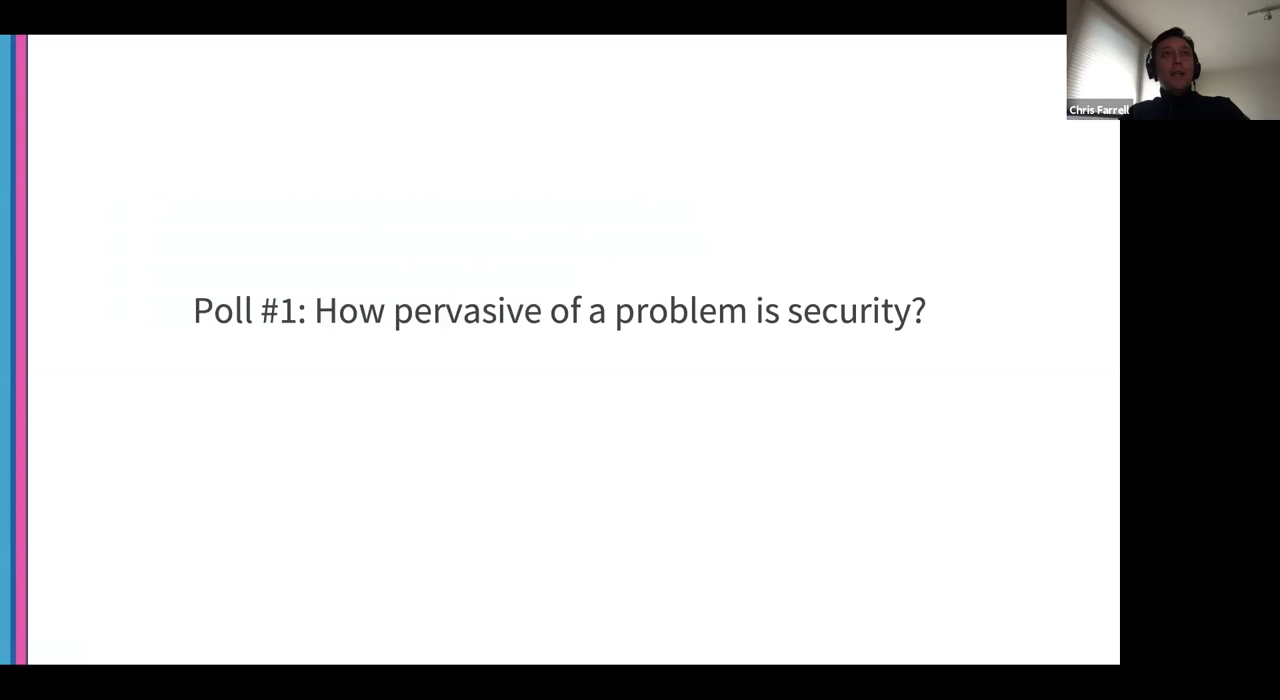 Chris Farrell
Poll #1: How pervasive of a problem is security?